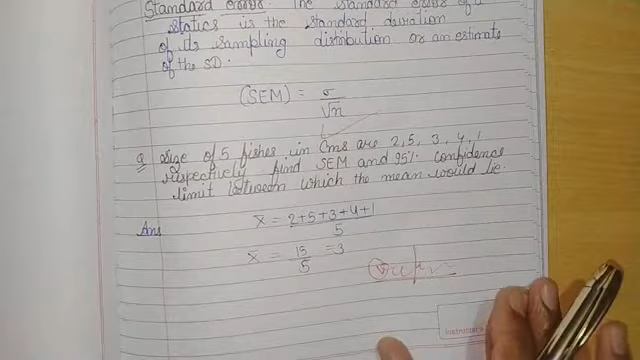 Standard error: The standard error of a
statics is the standard deviation
of its sampling distribution or an estimate
of the SD.
(SEM) = σ / √n
Q size of 5 fishes in cms are 2, 5, 3, 4, 1
respectively find SEM and 95% confidence
limit between which the mean would lie.
Ans x̄ = 2+5+3+4+1 / 5
x̄ = 15 / 5 = 3